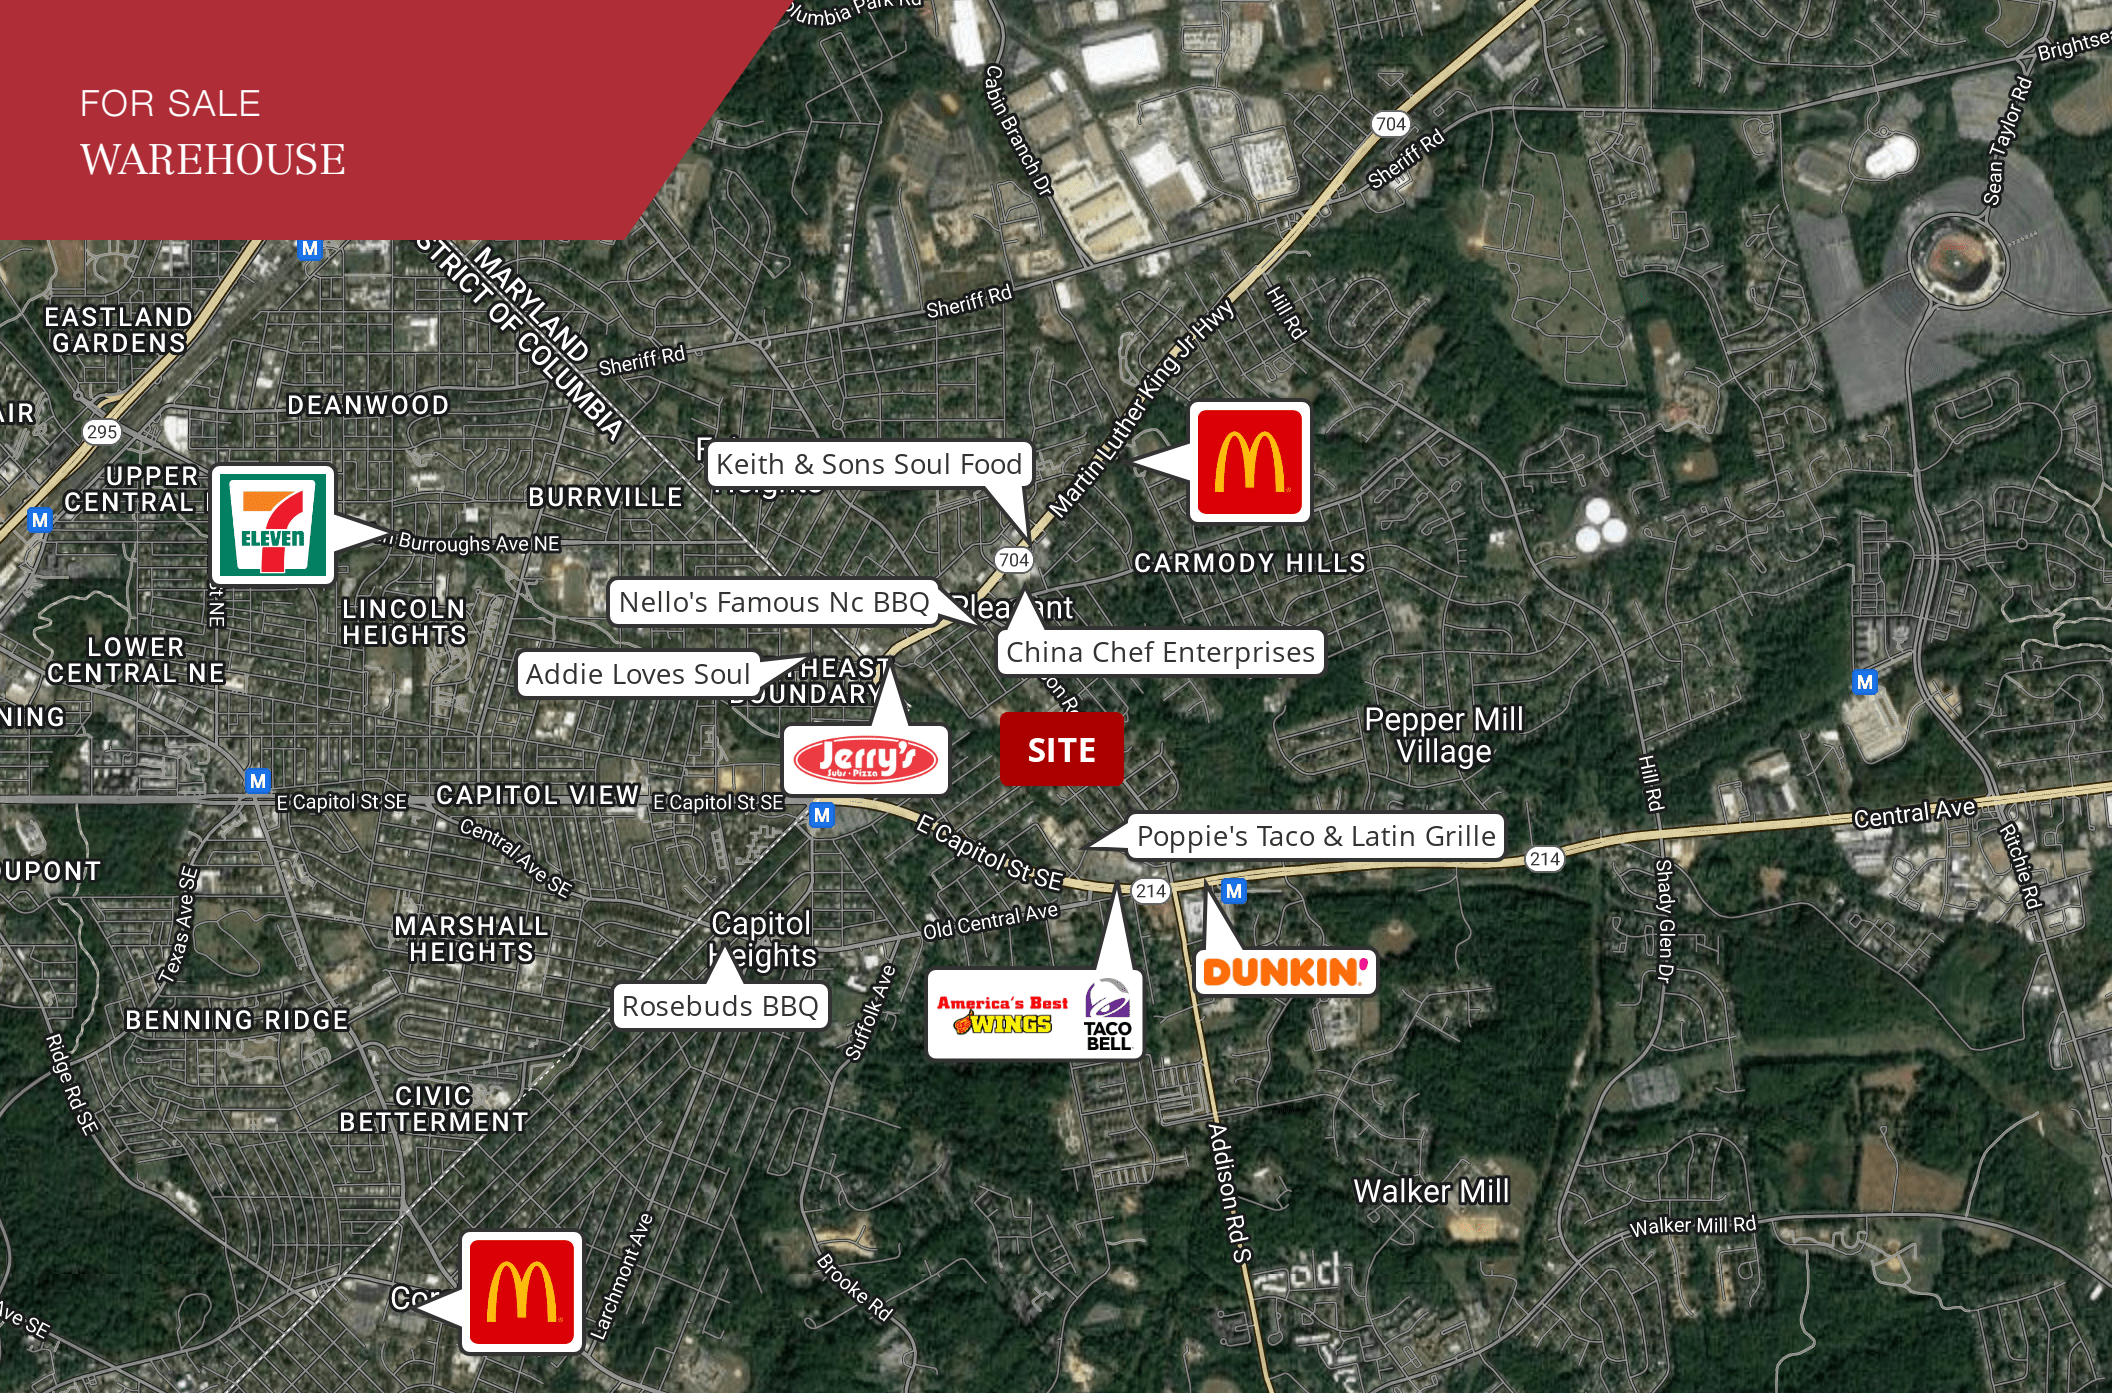 FOR SALE
WAREHOUSE
Cabin Branch Dr
704
Sheriff Rd
Sean Taylor Rd
MARYLAND
OF COLUMBIA
M
EASTLAND
GARDENS
Sheriff Rd
Sheriff Rd
Hill Rd
Martin Luther King Jr Hwy
DEANWOOD
295
Keith & Sons Soul Food
UPPER
CENTRAL
M
7
ELEVEN
BURRVILLE
Burroughs Ave NE
704
CARMODY HILLS
LINCOLN
HEIGHTS
Nello's Famous Nc BBQ
China Chef Enterprises
LOWER
CENTRAL NE
Addie Loves Soul
M
Jerry's
Subs · Pizza
SITE
Pepper Mill
Village
Hill Rd
M
E Capitol St SE
CAPITOL VIEW
E Capitol St SE
M
Central Ave SE
E Capitol St SE
Poppie's Taco & Latin Grille
Central Ave
214
214
M
Ritchie Rd
Texas Ave SE
MARSHALL
HEIGHTS
Capitol
Heights
Old Central Ave
Shady Glen Dr
Rosebuds BBQ
Suffolk Ave
America's Best
WINGS
TACO
BELL
DUNKIN'
BENNING RIDGE
Ridge Rd SE
CIVIC
BETTERMENT
Addison Rd S
Walker Mill
Walker Mill Rd
Larchmont Ave
Brooke Rd
Ave SE